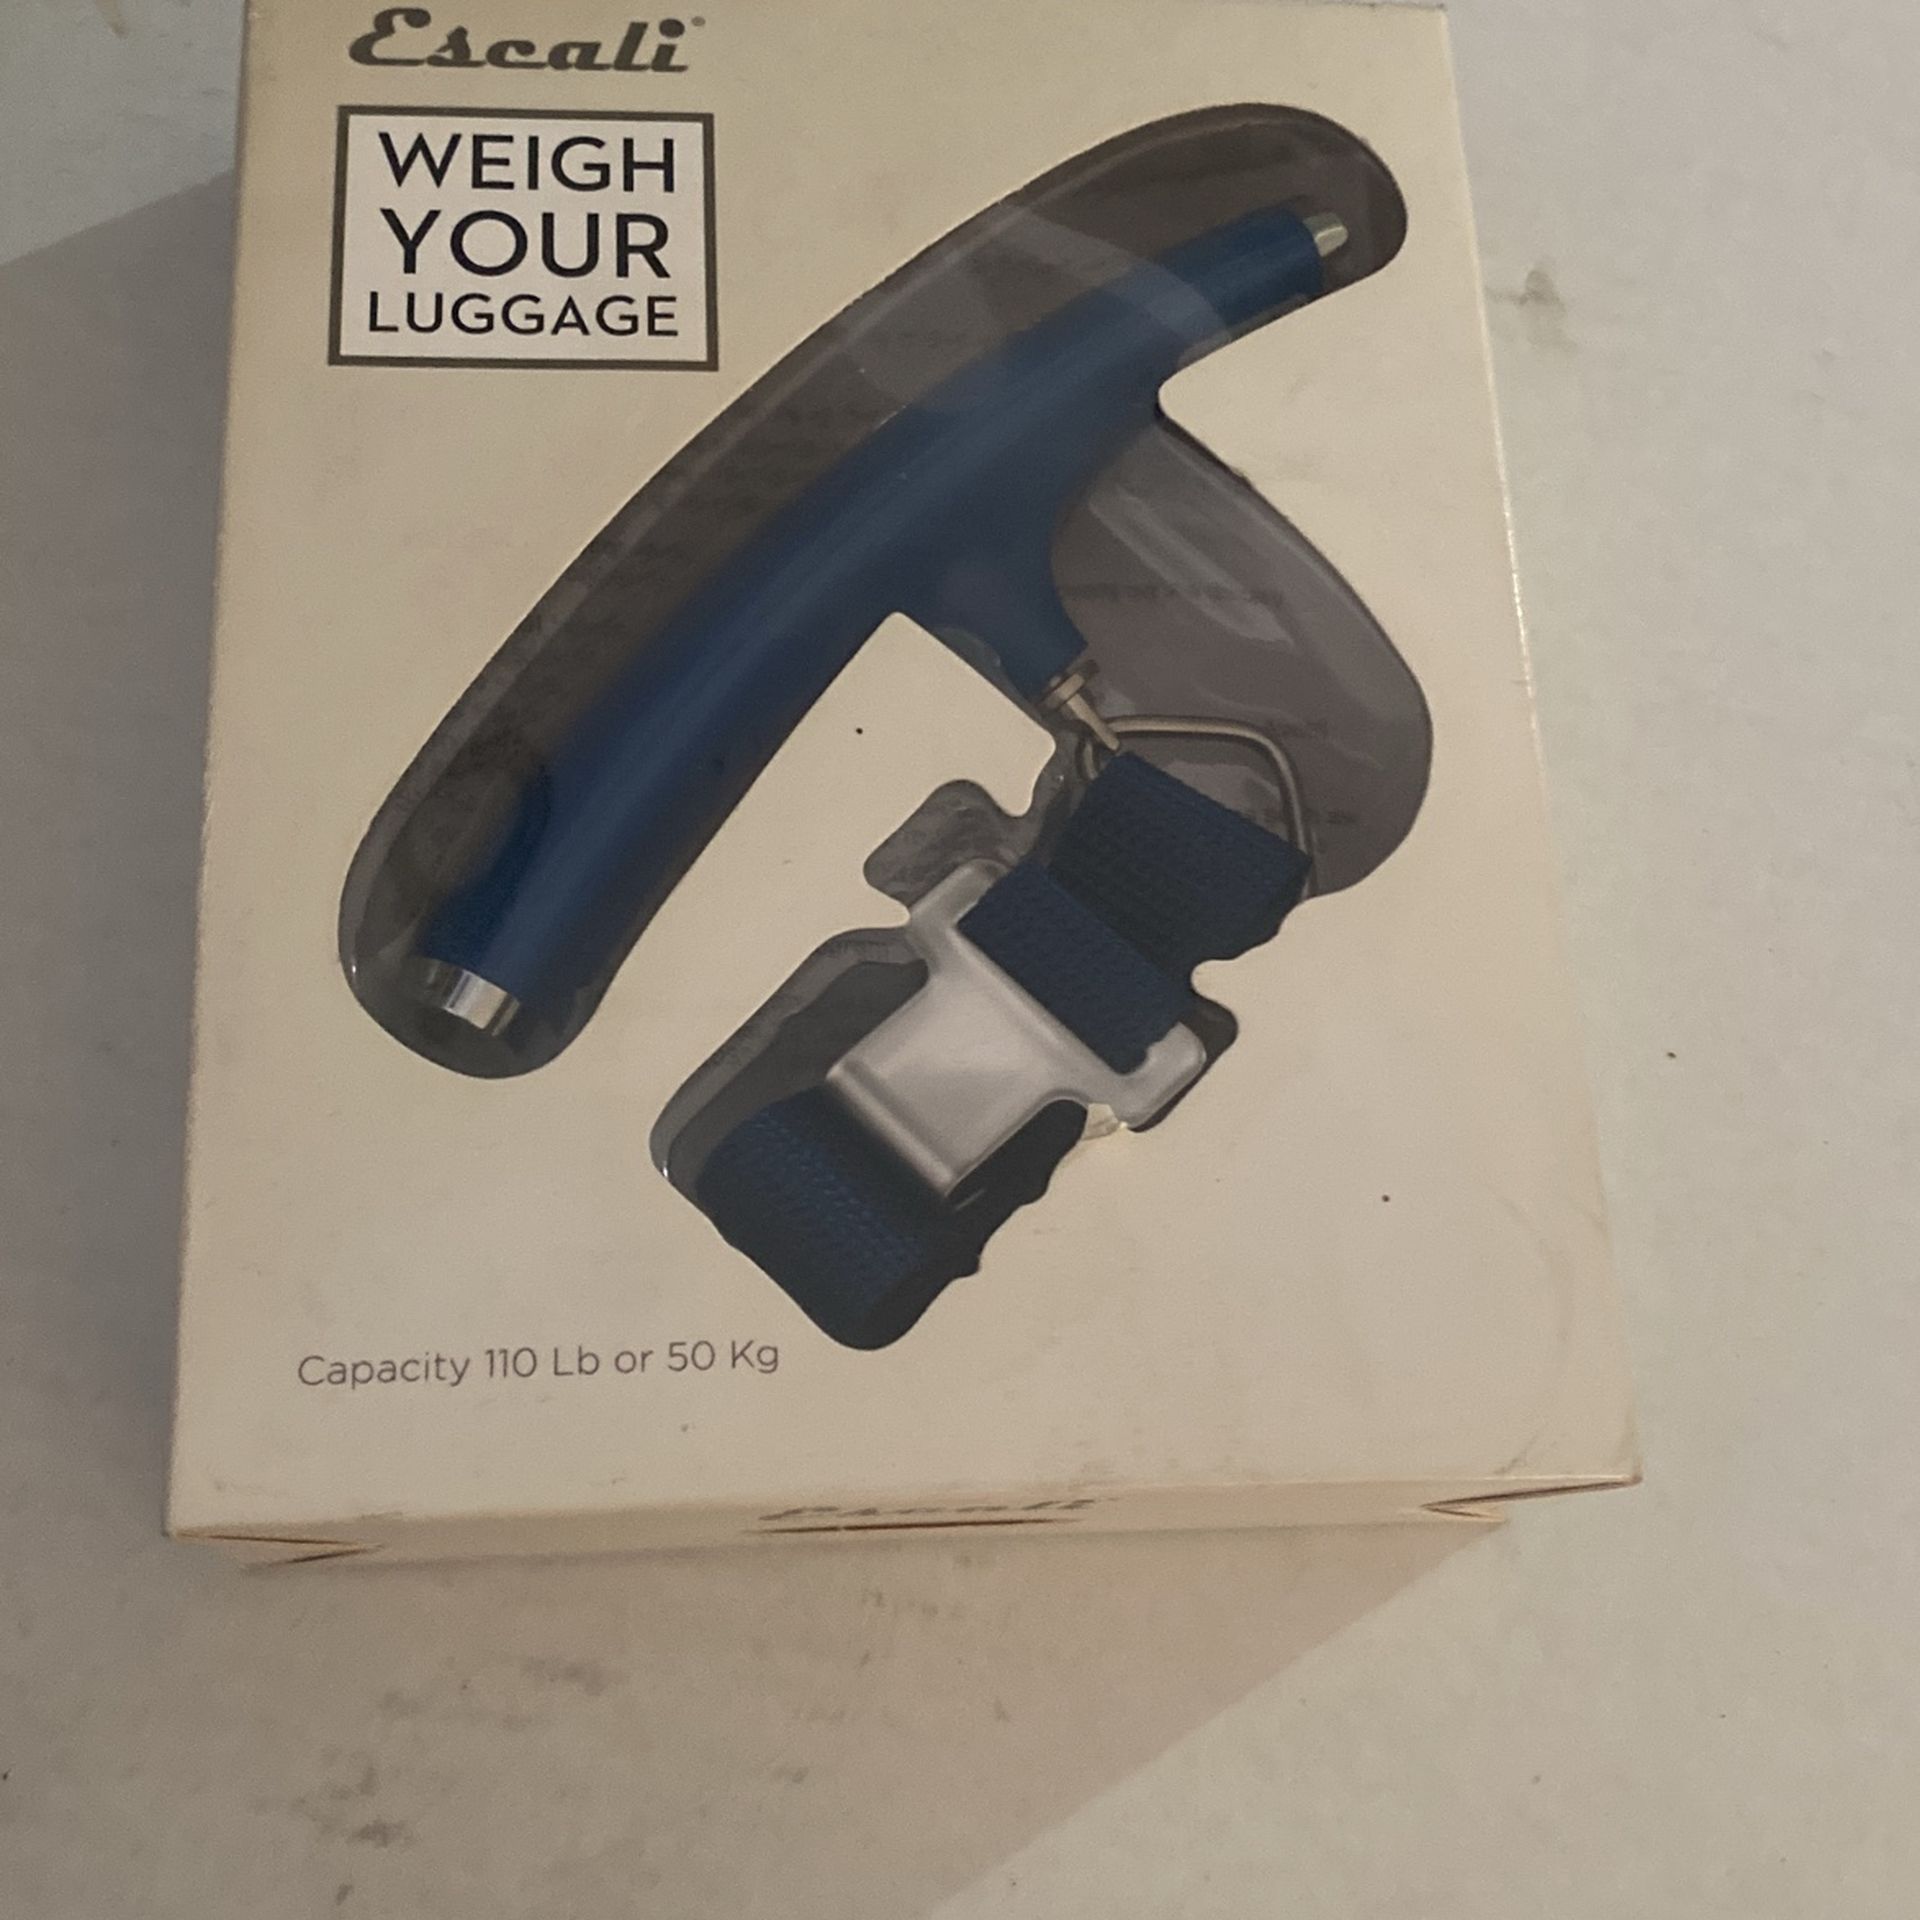 Escali
WEIGH
YOUR
LUGGAGE
Capacity 110 Lb or 50 Kg
Escali